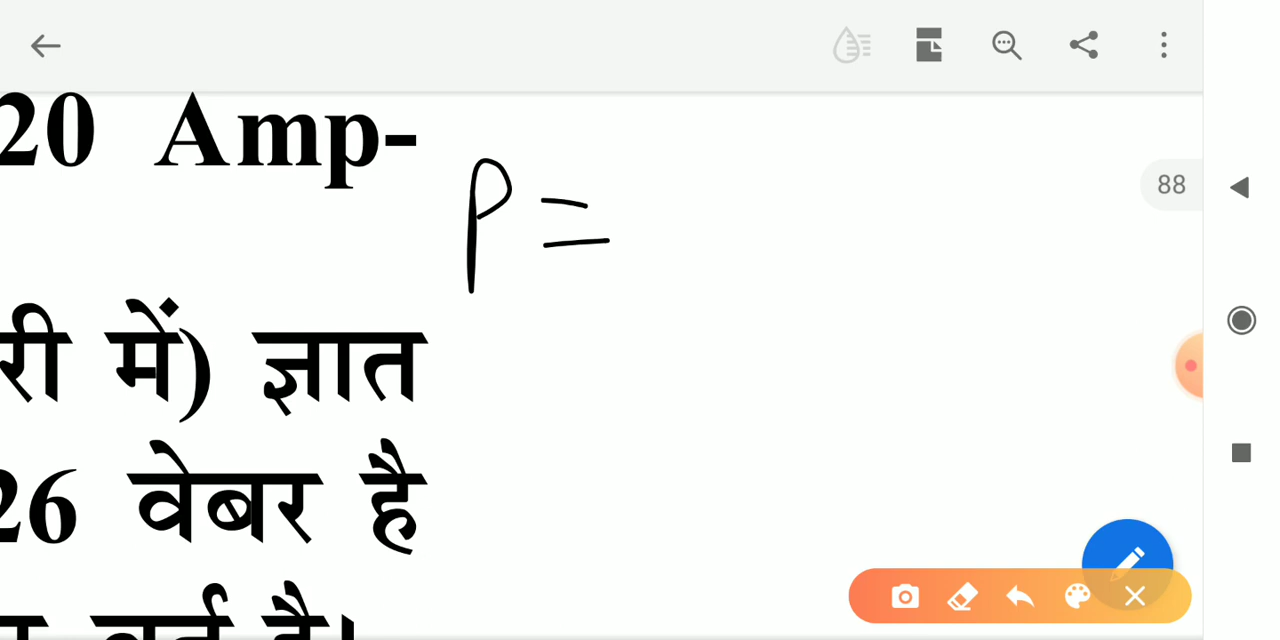 20 Amp-
P =
88
री में) ज्ञात
26 वेबर है